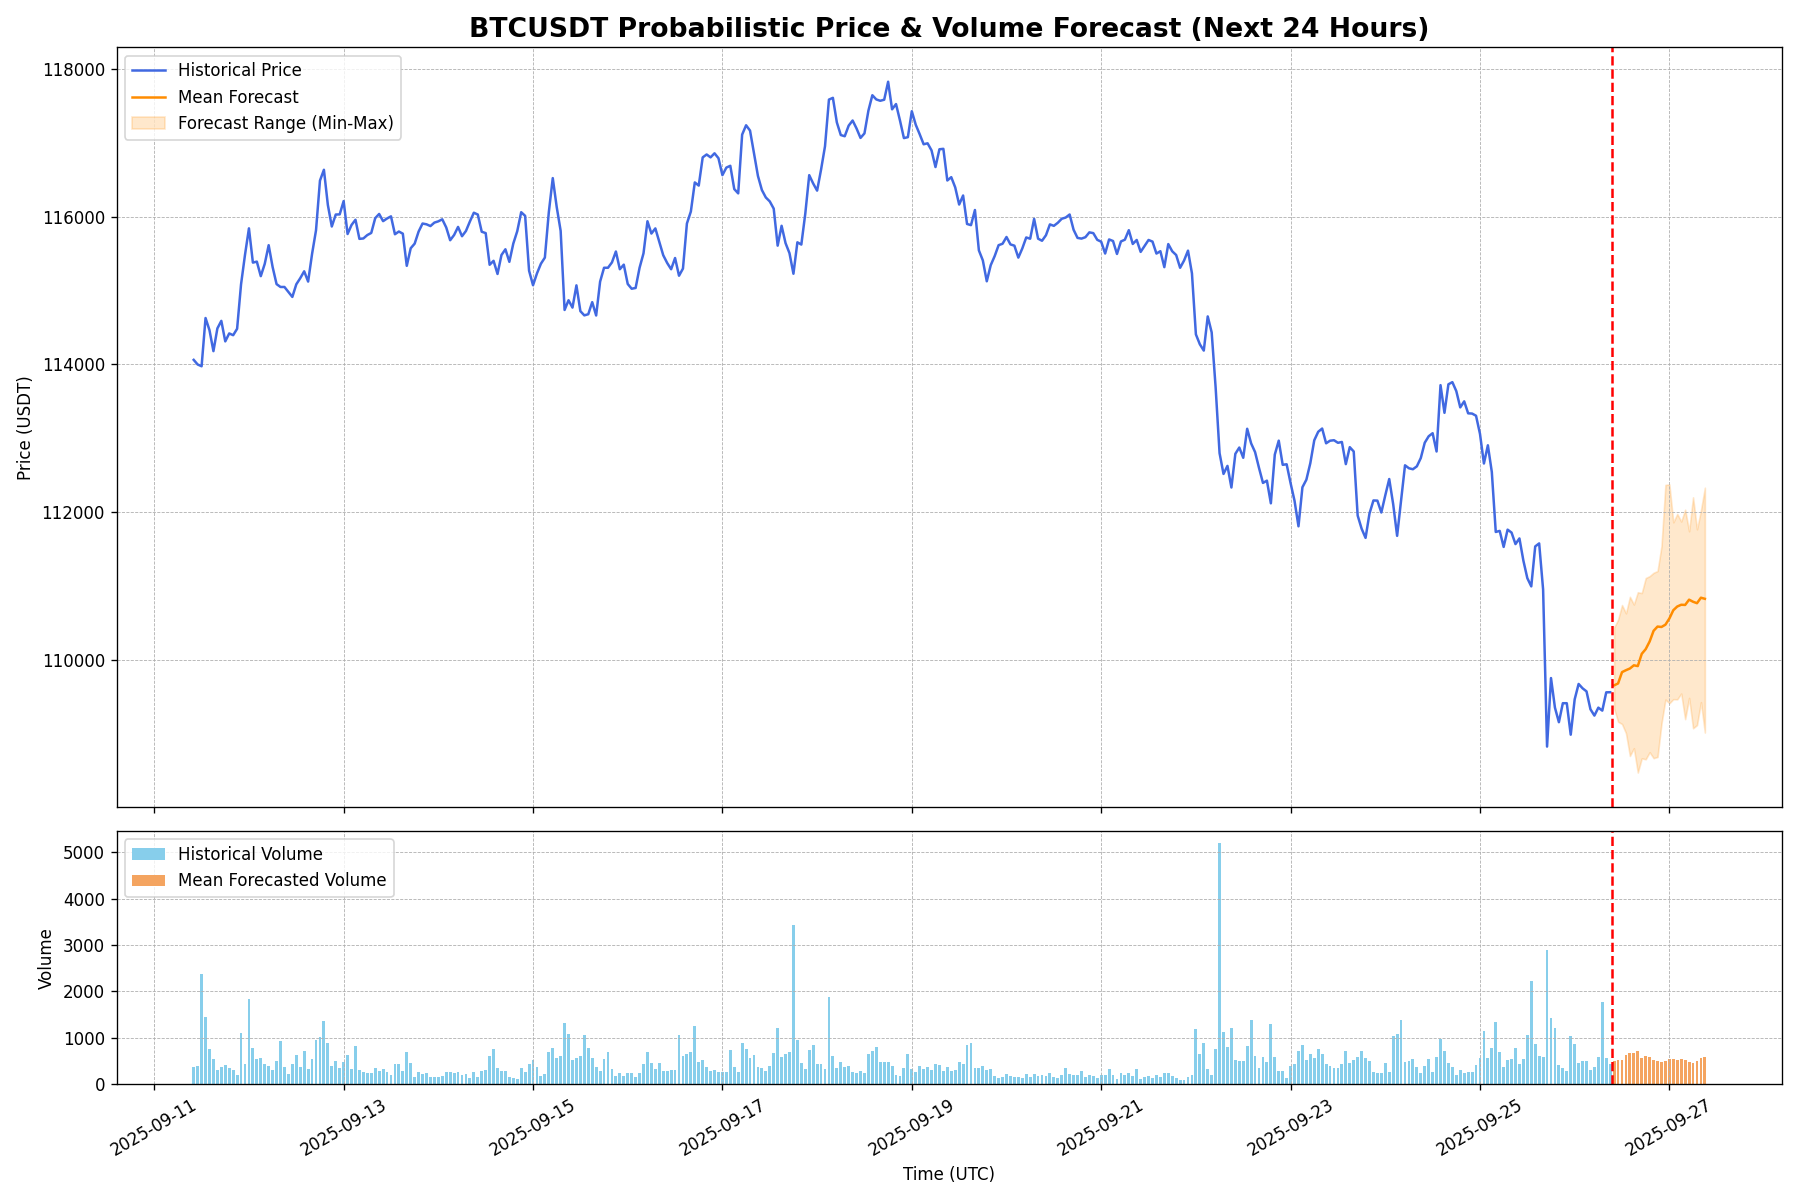 BTCUSDT Probabilistic Price & Volume Forecast (Next 24 Hours)
Historical Price
Mean Forecast
Forecast Range (Min-Max)
118000
116000
114000
112000
110000
Price (USDT)
Historical Volume
Mean Forecasted Volume
5000
4000
3000
2000
1000
0
Volume
2025-09-11
2025-09-13
2025-09-15
2025-09-17
2025-09-19
2025-09-21
2025-09-23
2025-09-25
2025-09-27
Time (UTC)